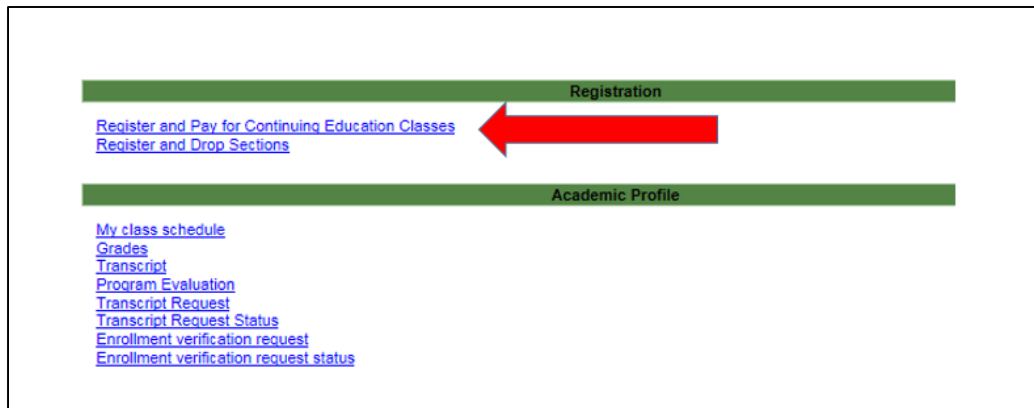 Registration
Register and Pay for Continuing Education Classes
Register and Drop Sections
Academic Profile
My class schedule
Grades
Transcript
Program Evaluation
Transcript Request
Transcript Request Status
Enrollment verification request
Enrollment verification request status